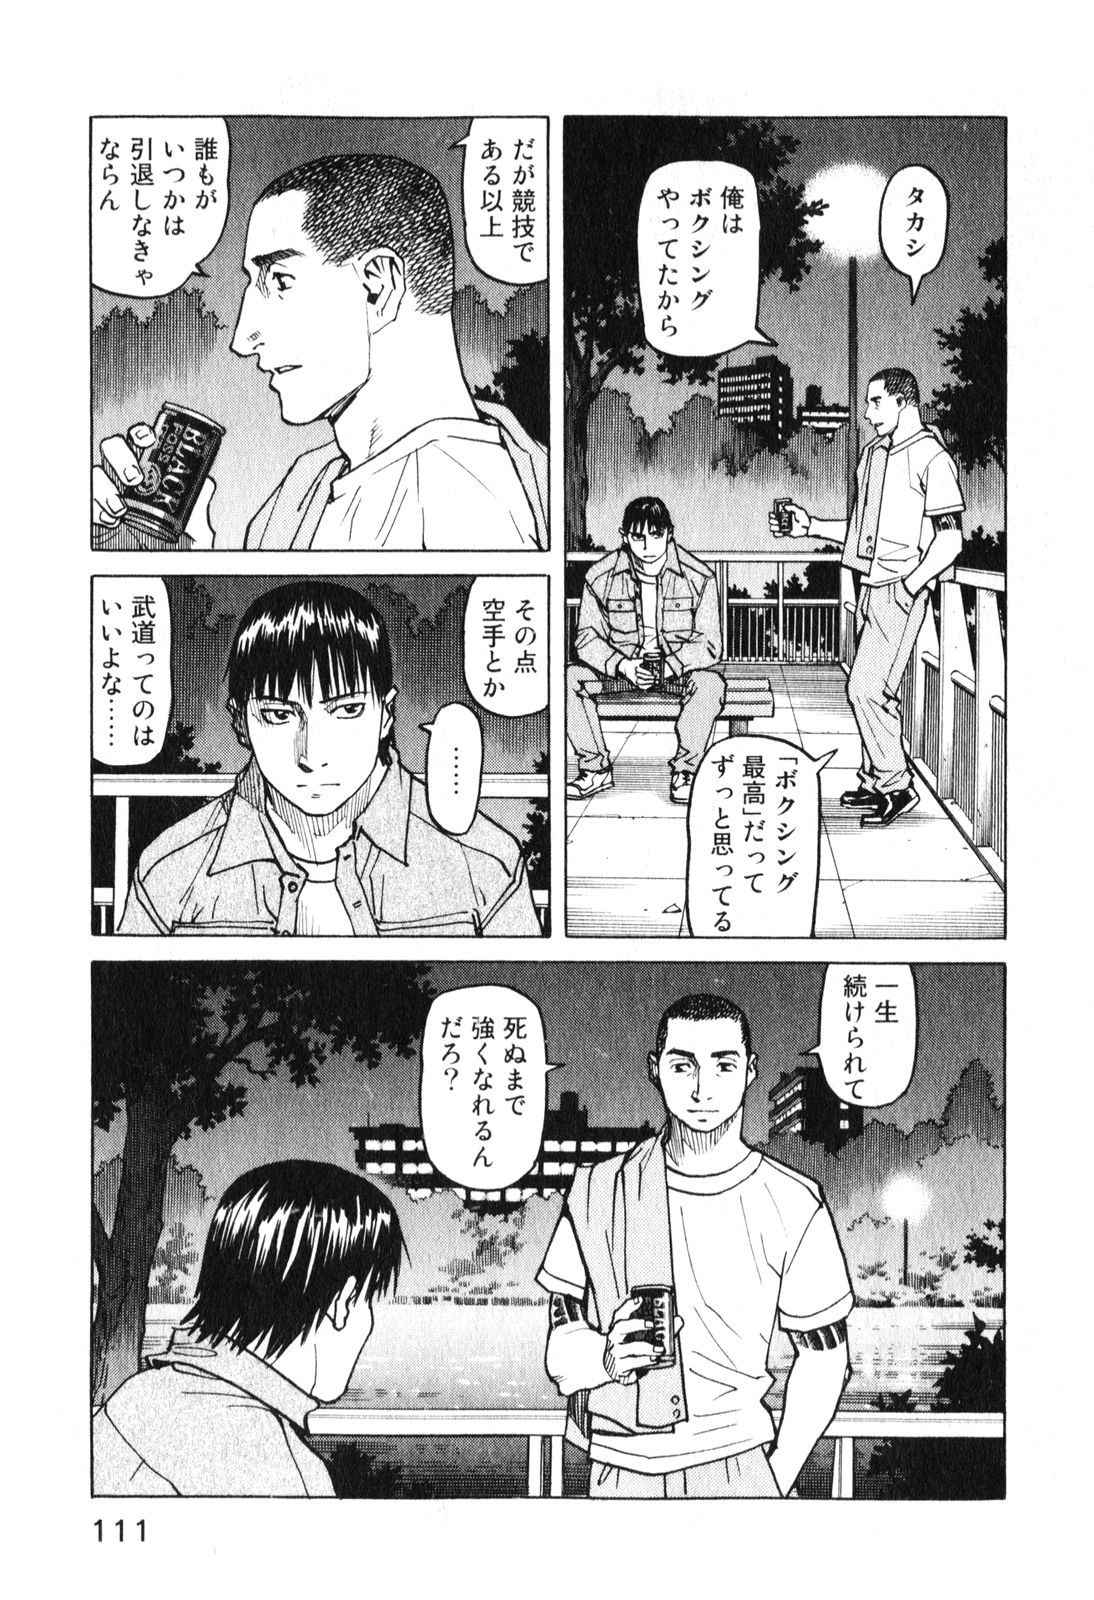 タカシ
俺は
ボクシング
やってたから
「ボクシング
最高」だって
ずっと思ってる
だが競技で
ある以上
誰もが
いつかは
引退しなきゃ
ならん
BLACK
その点
空手とか
……
武道ってのは
いいよな……
一生
続けられて
死ぬまで
強くなれるん
だろ?
111